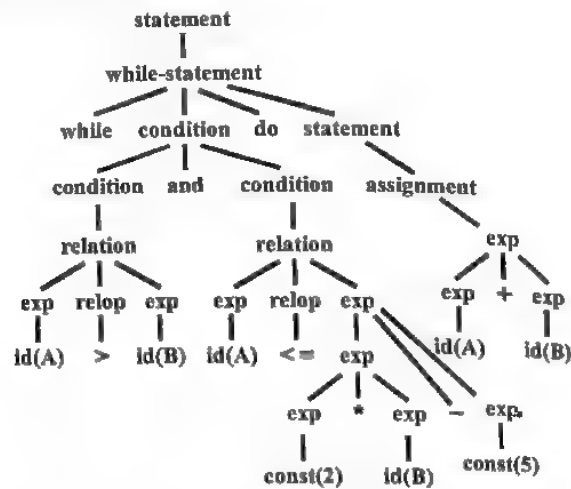 statement
while-statement
while condition do statement
condition and condition assignment
relation relation exp
exp relop exp exp relop exp exp + exp
id(A) > id(B) id(A) <= exp id(A) id(B)
exp * exp - exp.
const(2) id(B) const(5)